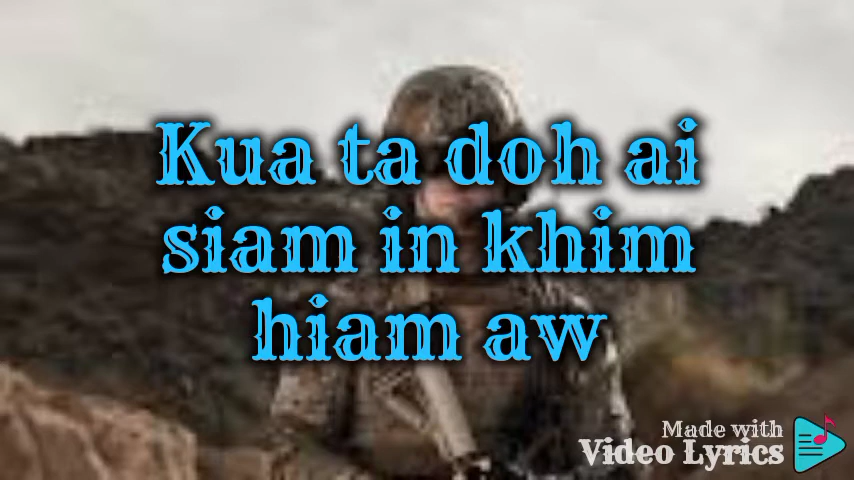 Kua ta doh ai
siam in khim
hiam aw
Made with
Video Lyrics